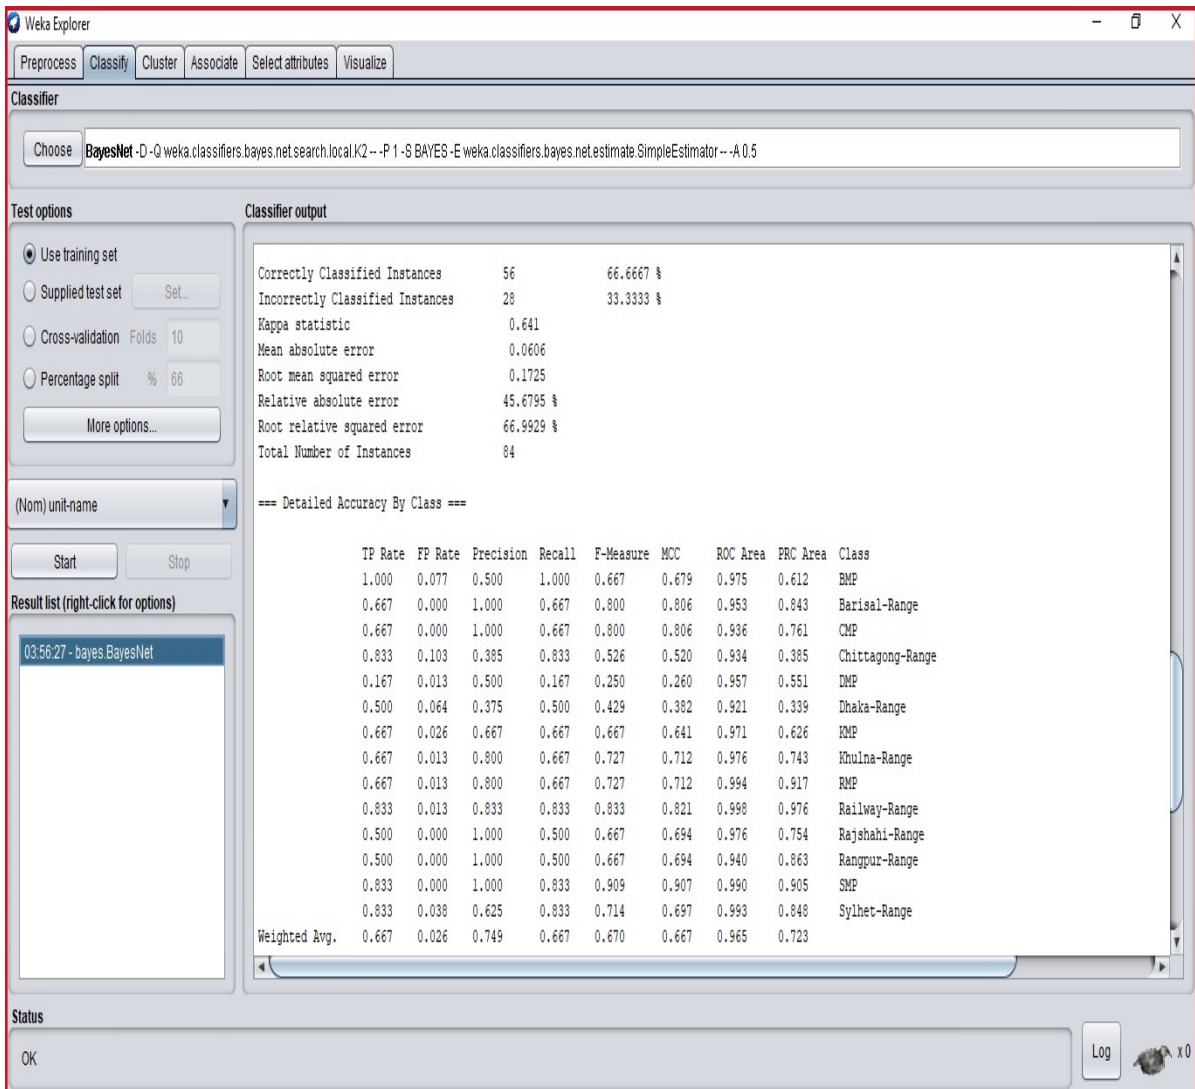 Weka Explorer
Preprocess Classify Cluster Associate Select attributes Visualize
Classifier
Choose BayesNet -D -Q weka.classifiers.bayes.net.search.local.K2 -- -P 1 -S BAYES -E weka.classifiers.bayes.net.estimate.SimpleEstimator -- -A 0.5
Test options
Use training set
Supplied test set Set...
Cross-validation Folds 10
Percentage split % 66
More options...
(Nom) unit-name
Start Stop
Result list (right-click for options)
03:56:27 - bayes.BayesNet
Classifier output
Correctly Classified Instances 56 66.6667 %
Incorrectly Classified Instances 28 33.3333 %
Kappa statistic 0.641
Mean absolute error 0.0606
Root mean squared error 0.1725
Relative absolute error 45.6795 %
Root relative squared error 66.9929 %
Total Number of Instances 84
=== Detailed Accuracy By Class ===
TP Rate FP Rate Precision Recall F-Measure MCC ROC Area PRC Area Class
1.000 0.077 0.500 1.000 0.667 0.679 0.975 0.612 BMP
0.667 0.000 1.000 0.667 0.800 0.806 0.953 0.843 Barisal-Range
0.667 0.000 1.000 0.667 0.800 0.806 0.936 0.761 CMP
0.833 0.103 0.385 0.833 0.526 0.520 0.934 0.385 Chittagong-Range
0.167 0.013 0.500 0.167 0.250 0.260 0.957 0.551 DMP
0.500 0.064 0.375 0.500 0.429 0.382 0.921 0.339 Dhaka-Range
0.667 0.026 0.667 0.667 0.667 0.641 0.971 0.626 KMP
0.667 0.013 0.800 0.667 0.727 0.712 0.976 0.743 Khulna-Range
0.667 0.013 0.800 0.667 0.727 0.712 0.994 0.917 RMP
0.833 0.013 0.833 0.833 0.833 0.821 0.998 0.976 Railway-Range
0.500 0.000 1.000 0.500 0.667 0.694 0.976 0.754 Rajshahi-Range
0.500 0.000 1.000 0.500 0.667 0.694 0.940 0.863 Rangpur-Range
0.833 0.000 1.000 0.833 0.909 0.907 0.990 0.905 SMP
0.833 0.038 0.625 0.833 0.714 0.697 0.993 0.848 Sylhet-Range
Weighted Avg. 0.667 0.026 0.749 0.667 0.670 0.667 0.965 0.723
Status
OK
Log x 0